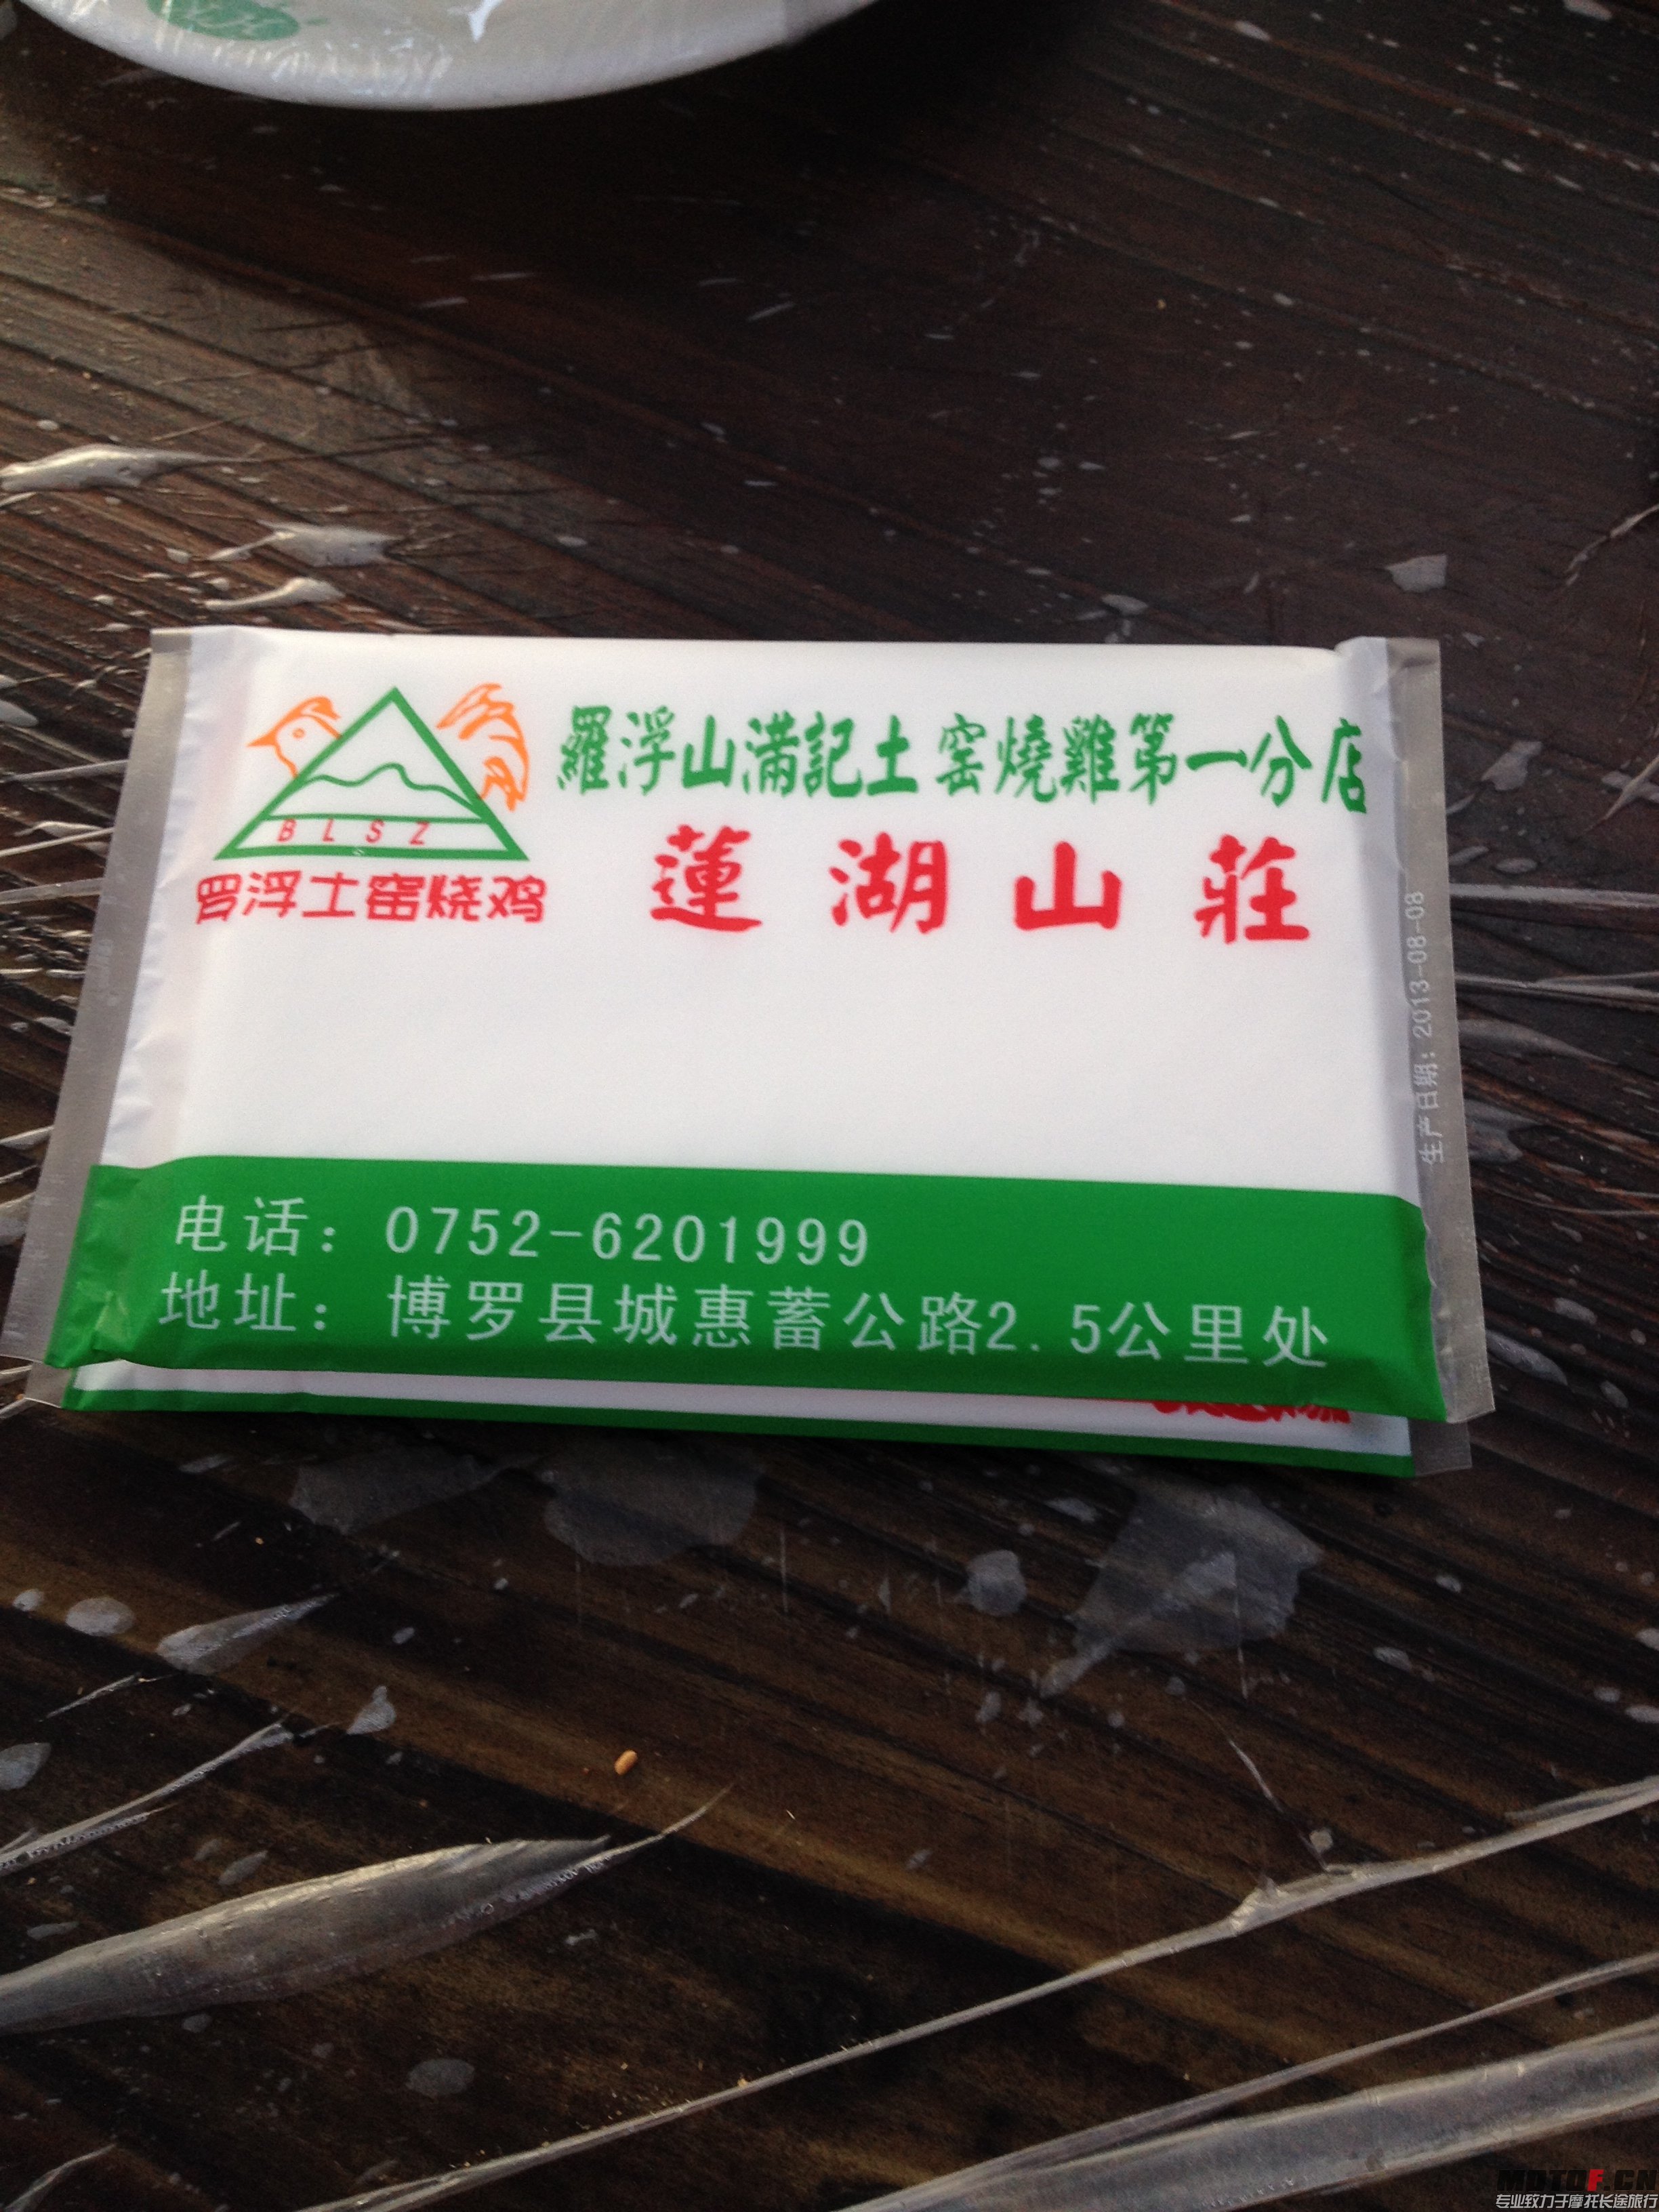 羅浮山滿記土窑燒雞第一分店
BLSZ
罗浮土窑烧鸡
蓮湖山莊
生产日期：2013-08-08
电话：0752-6201999
地址：博罗县城惠蓄公路2.5公里处
MOTOF.CN
专业致力于摩托长途旅行